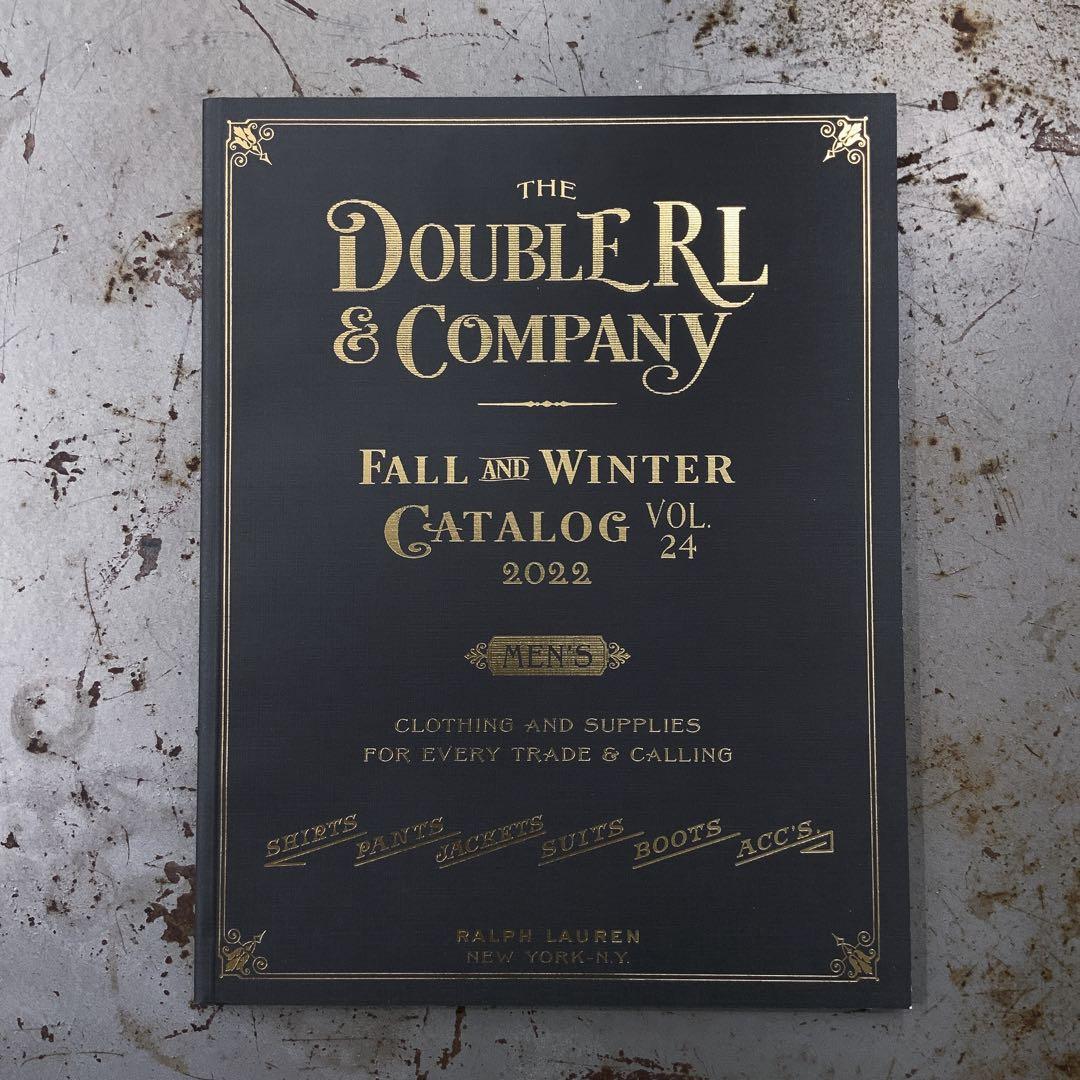 THE
DOUBLE RL
& COMPANY
FALL AND WINTER
CATALOG VOL. 24
2022
MEN'S
CLOTHING AND SUPPLIES
FOR EVERY TRADE & CALLING
SHIRTS PANTS JACKETS SUITS BOOTS ACC'S.
RALPH LAUREN
NEW YORK-N.Y.